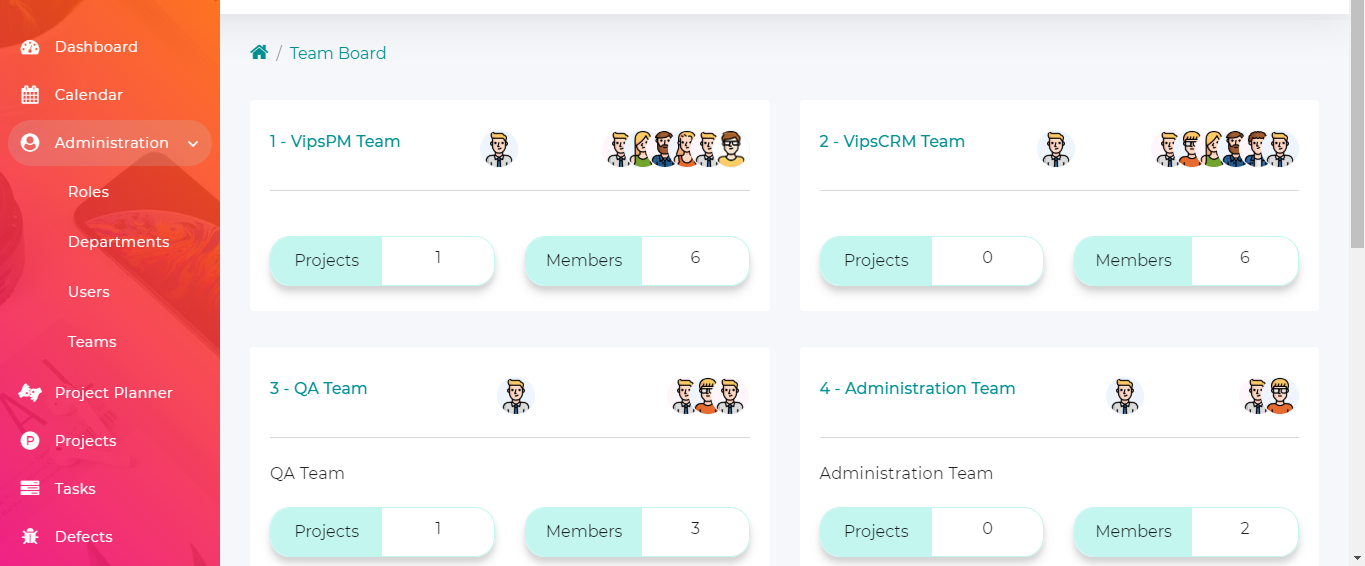 Dashboard
Calendar
Administration
Roles
Departments
Users
Teams
Project Planner
Projects
Tasks
Defects
/ Team Board
1 - VipsPM Team
Projects 1
Members 6
2 - VipsCRM Team
Projects 0
Members 6
3 - QA Team
QA Team
Projects 1
Members 3
4 - Administration Team
Administration Team
Projects 0
Members 2